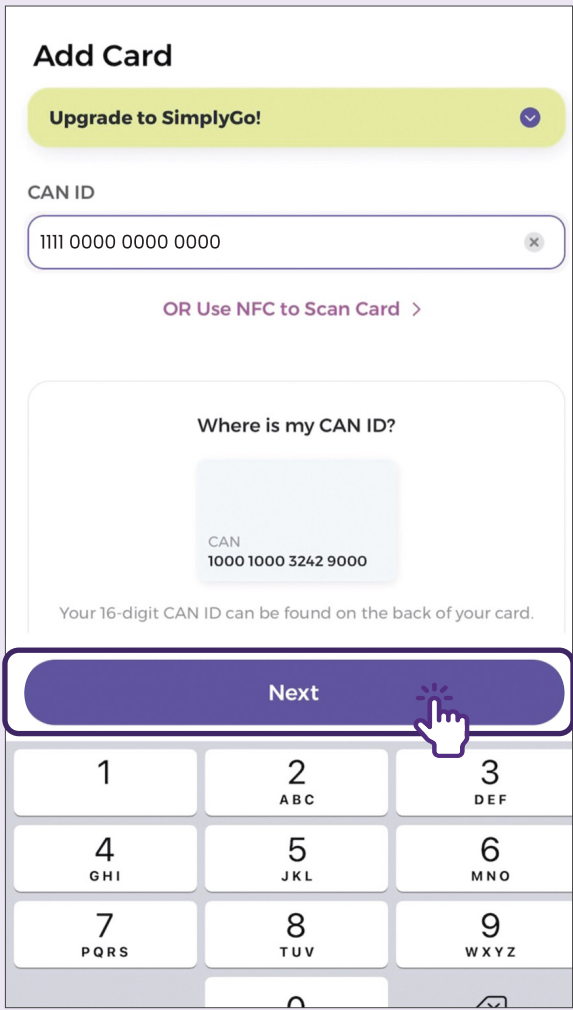 Add Card
Upgrade to SimplyGo!
CAN ID
1111 0000 0000 0000
OR Use NFC to Scan Card >
Where is my CAN ID?
CAN
1000 1000 3242 9000
Your 16-digit CAN ID can be found on the back of your card.
Next
1 2 3
ABC DEF
4 5 6
GHI JKL MNO
7 8 9
PQRS TUV WXYZ
0